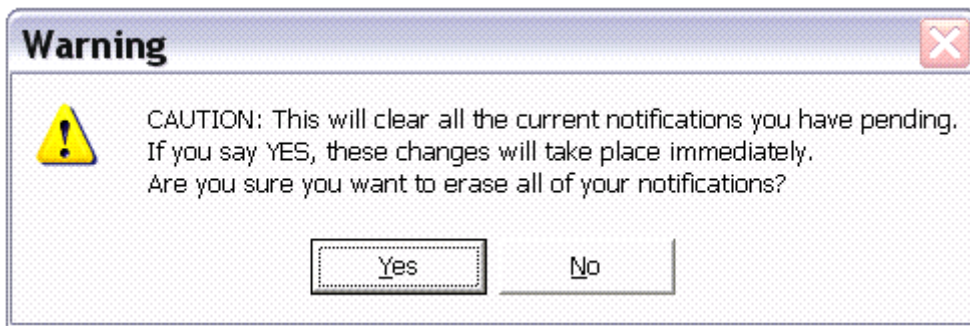 Warning
CAUTION: This will clear all the current notifications you have pending.
If you say YES, these changes will take place immediately.
Are you sure you want to erase all of your notifications?
Yes No